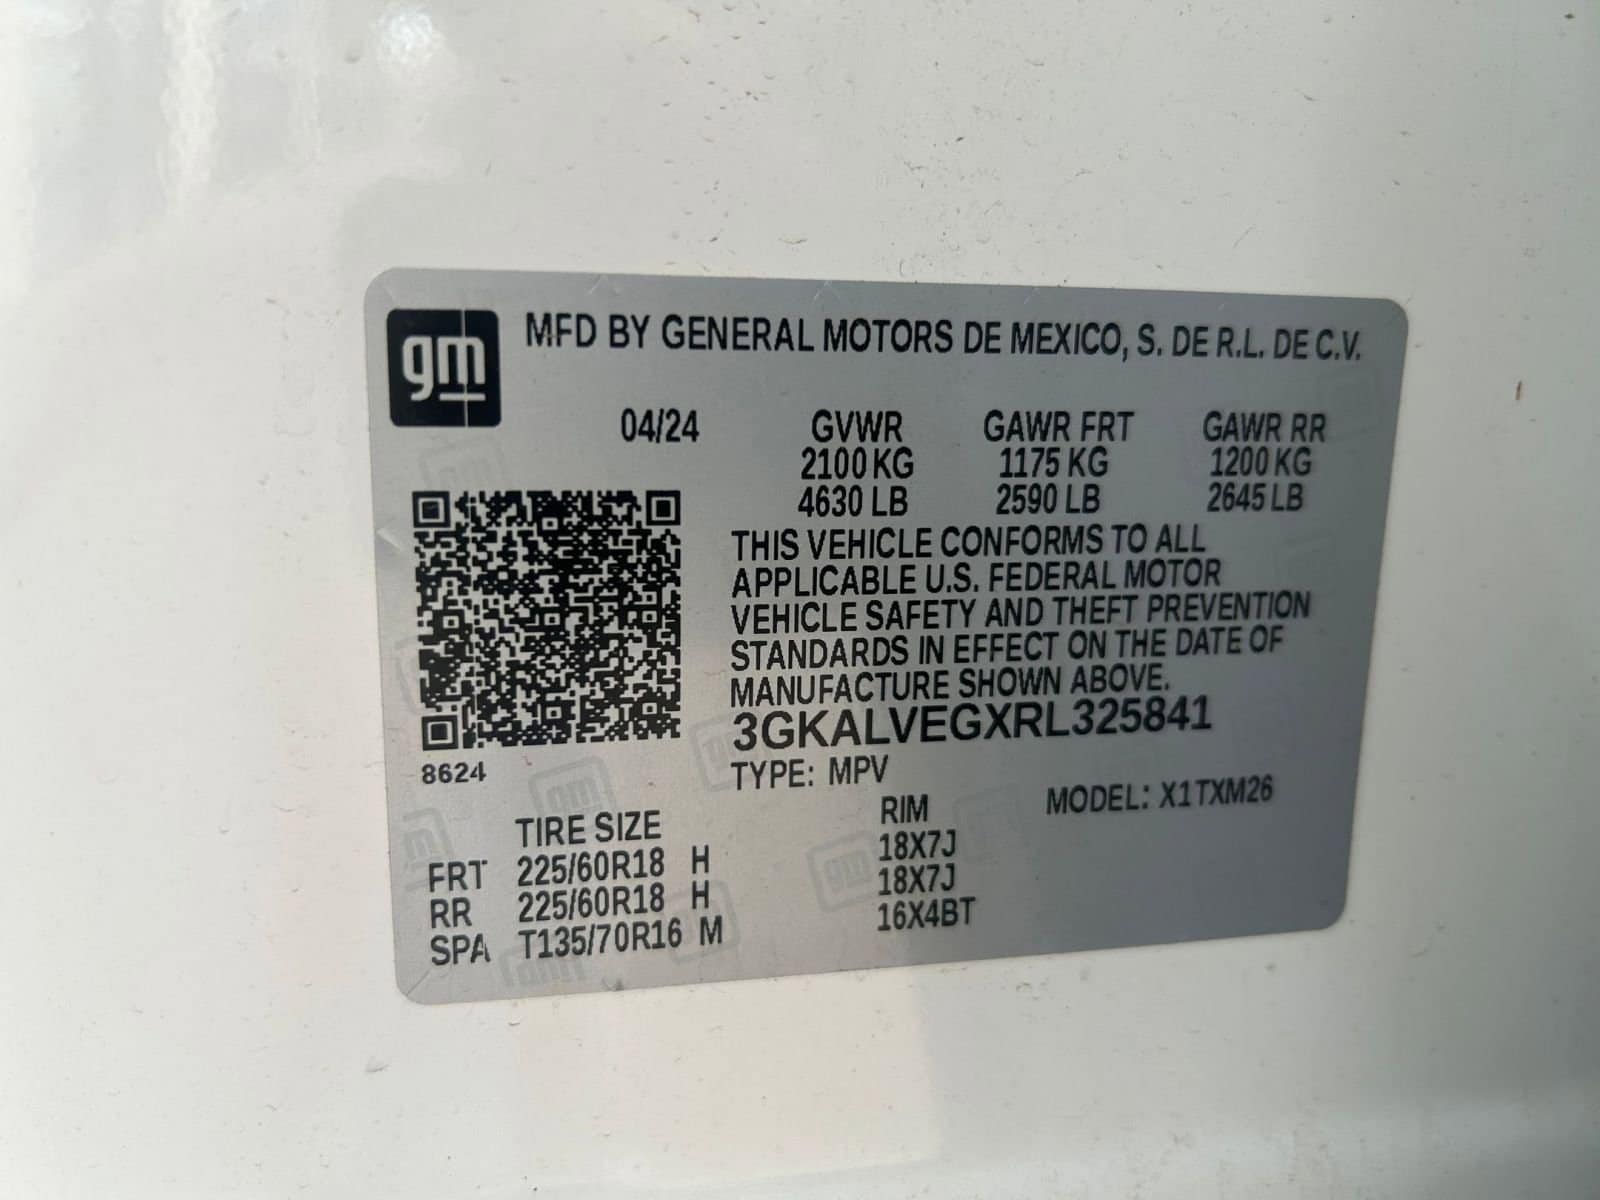 gm
MFD BY GENERAL MOTORS DE MEXICO, S. DE R.L. DE C.V.
04/24 GVWR GAWR FRT GAWR RR
2100 KG 1175 KG 1200 KG
4630 LB 2590 LB 2645 LB
THIS VEHICLE CONFORMS TO ALL
APPLICABLE U.S. FEDERAL MOTOR
VEHICLE SAFETY AND THEFT PREVENTION
STANDARDS IN EFFECT ON THE DATE OF
MANUFACTURE SHOWN ABOVE.
3GKALVEGXRL325841
8624
TYPE: MPV
MODEL: X1TXM26
TIRE SIZE RIM
FRT 225/60R18 H 18X7J
RR 225/60R18 H 18X7J
SPA T135/70R16 M 16X4BT